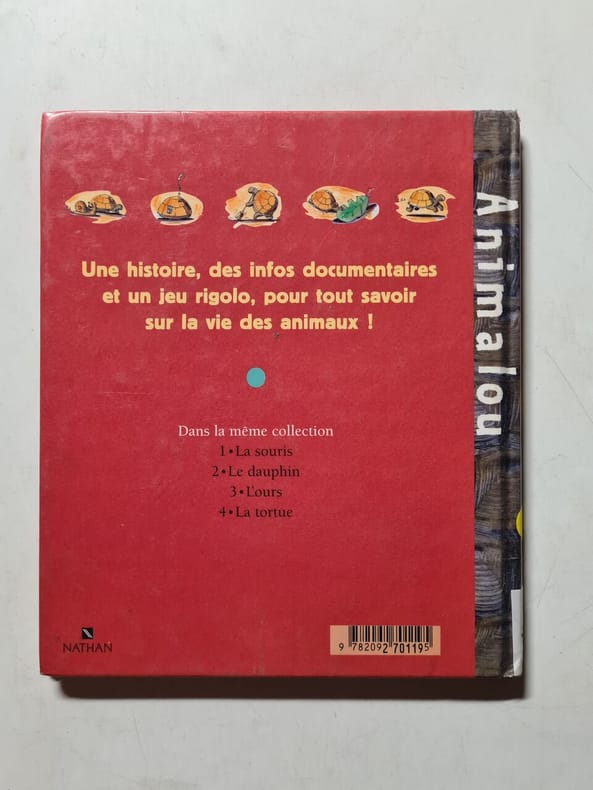 Une histoire, des infos documentaires
et un jeu rigolo, pour tout savoir
sur la vie des animaux !
Dans la même collection
1•La souris
2•Le dauphin
3•L'ours
4•La tortue
NATHAN
9 782092 701195
Animalou